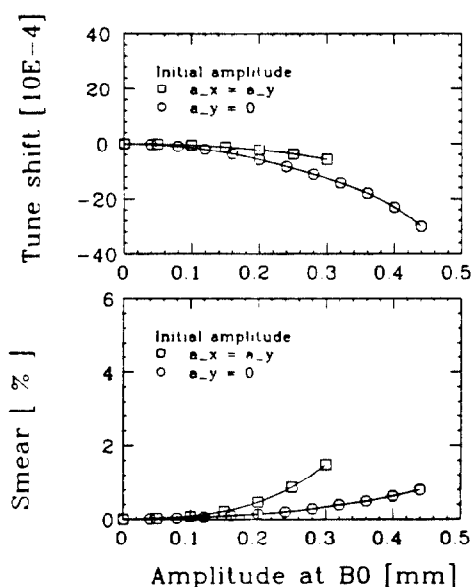 Tune shift [10E-4]
40
20
0
-20
-40
Initial amplitude
a_x = a_y
a_y = 0
0 0.1 0.2 0.3 0.4 0.5
Smear [ % ]
6
4
2
0
Initial amplitude
a_x = a_y
a_y = 0
0 0.1 0.2 0.3 0.4 0.5
Amplitude at B0 [mm]